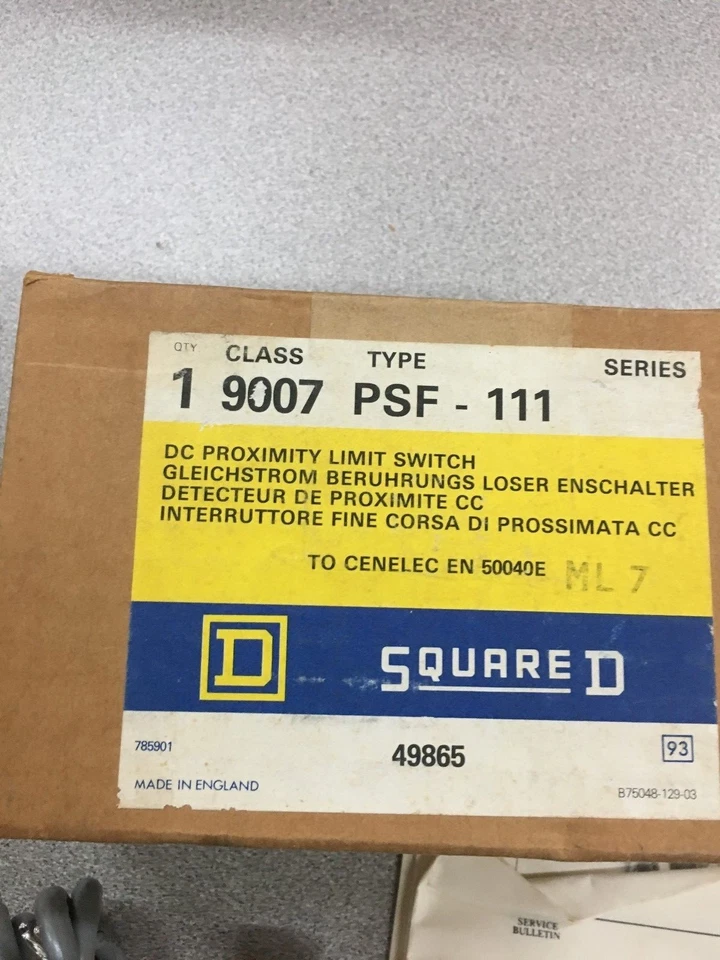 QTY CLASS TYPE SERIES
1 9007 PSF - 111
DC PROXIMITY LIMIT SWITCH
GLEICHSTROM BERUHRUNGS LOSER ENSCHALTER
DETECTEUR DE PROXIMITE CC
INTERRUTTORE FINE CORSA DI PROSSIMATA CC
TO CENELEC EN 50040E ML 7
D SQUARE D
785901 49865 93
MADE IN ENGLAND B75048-129-03
SERVICE
BULLETIN